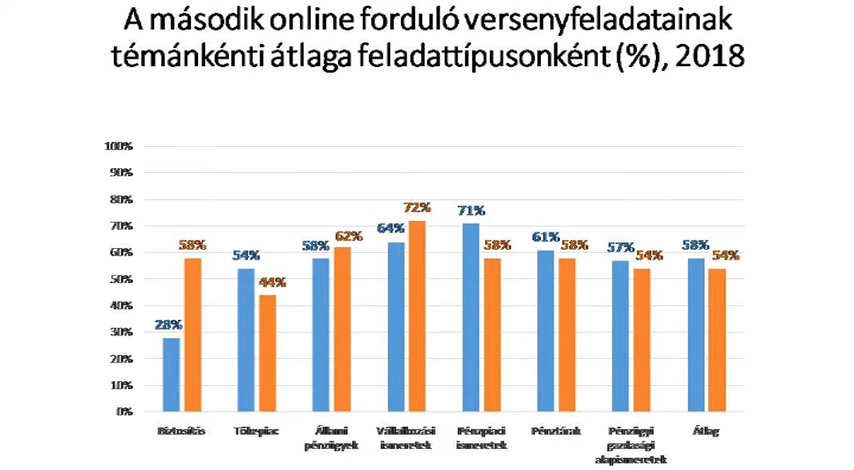 A második online forduló versenyfeladatainak
témánkénti átlaga feladattípusonként (%), 2018
100%
90%
80%
70%
60%
50%
40%
30%
20%
10%
0%
28% 58%
54% 44%
58% 62%
64% 72%
71% 58%
61% 58%
57% 54%
58% 54%
Biztosítás
Tőkepiac
Állami
pénzügyek
Vállalkozási
ismeretek
Pénzpiaci
ismeretek
Pénztárak
Pénzügyi
gazdasági
alapismeretek
Átlag